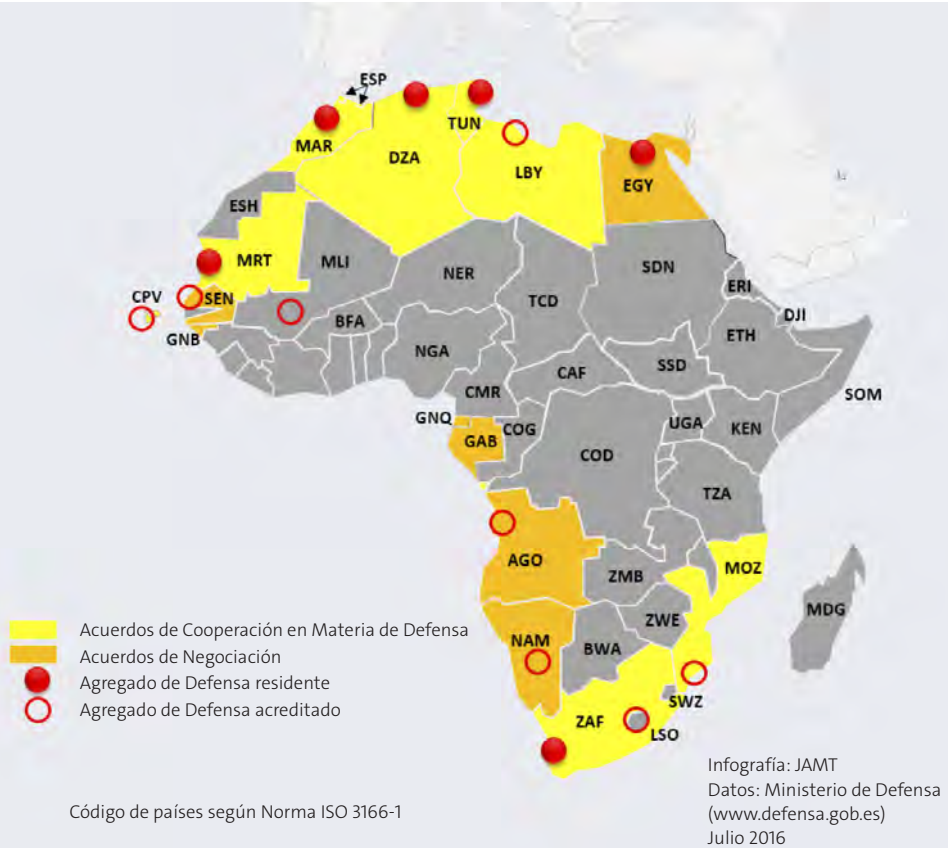 ESP
TUN
MAR
DZA
LBY
EGY
ESH
MRT
MLI
NER
SDN
CPV
SEN
TCD
ERI
DJI
GNB
BFA
ETH
NGA
CAF
SSD
CMR
SOM
GNQ
COG
UGA
KEN
GAB
COD
TZA
AGO
MOZ
ZMB
MDG
NAM
ZWE
BWA
SWZ
ZAF
LSO
Acuerdos de Cooperación en Materia de Defensa
Acuerdos de Negociación
Agregado de Defensa residente
Agregado de Defensa acreditado
Código de países según Norma ISO 3166-1
Infografía: JAMT
Datos: Ministerio de Defensa
(www.defensa.gob.es)
Julio 2016